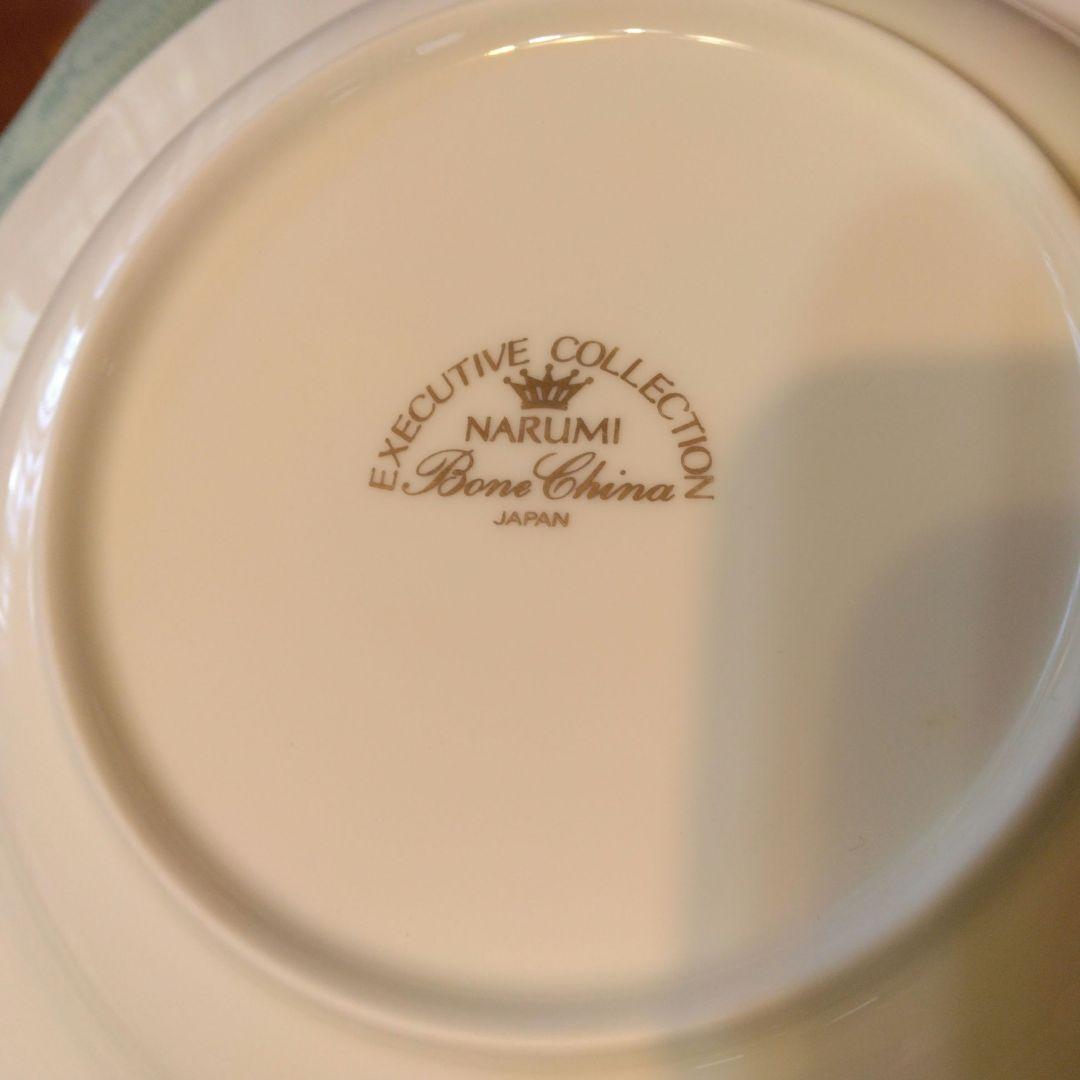 EXECUTIVE COLLECTION
NARUMI
Bone China
JAPAN